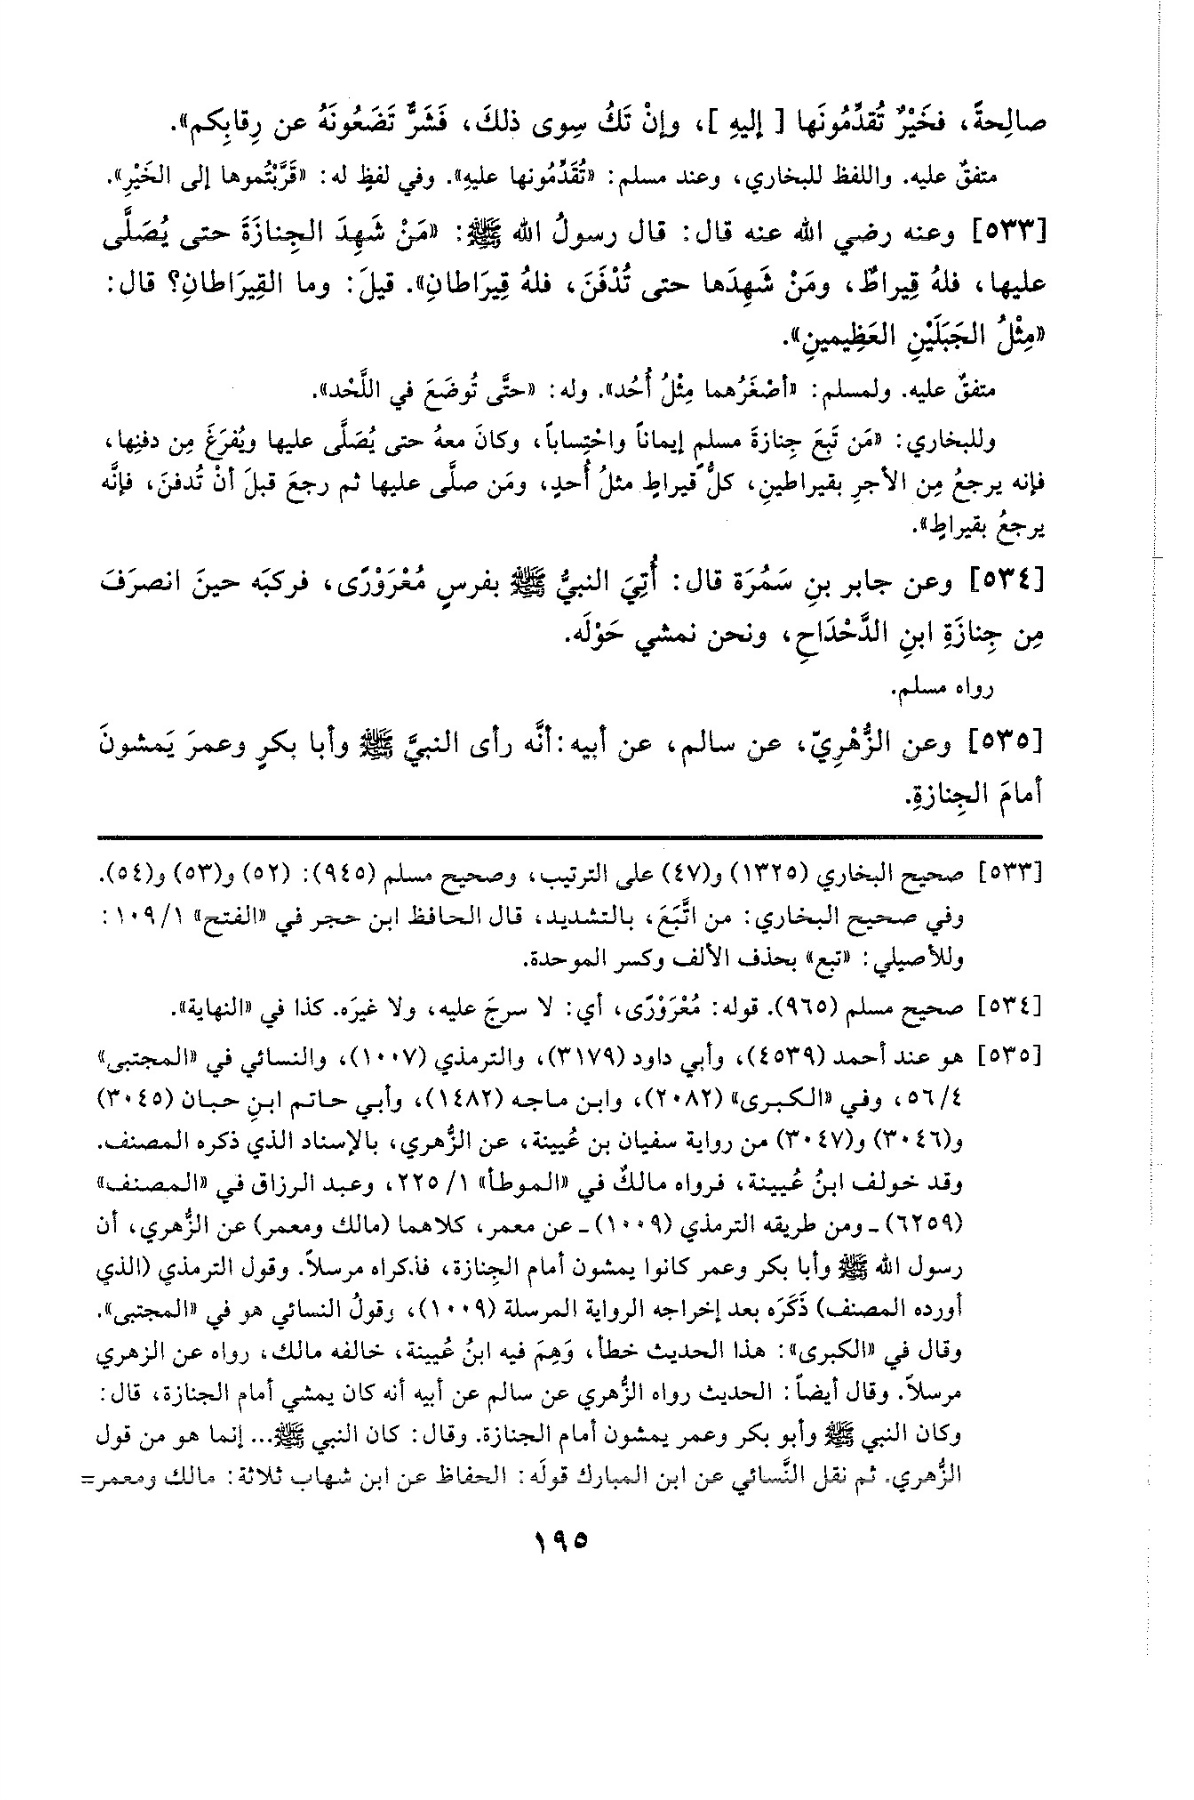 صالِحةً، فخَيْرٌ تُقدِّمُونَها [ إليهِ ]، وإنْ تَكُ سِوى ذلكَ، فَشَرٌّ تَضَعُونَهُ عن رِقابِكم».
متفقٌ عليه. واللفظ للبخاري، وعند مسلم: «تُقَدِّمُونها عليهِ». وفي لفظٍ له: «قَرَّبْتُموها إلى الخَيْرِ».
[٥٣٣] وعنه رضي الله عنه قال: قال رسولُ الله ﷺ: «مَنْ شَهِدَ الجِنازَةَ حتى يُصَلَّى
عليها، فلهُ قِيراطٌ، ومَنْ شَهِدَها حتى تُدْفَنَ، فلهُ قِيرَاطانِ». قيلَ: وما القِيرَاطانِ؟ قال:
«مِثْلُ الجَبَلَيْنِ العَظِيمينِ».
متفقٌ عليه. ولمسلم: «أصْغَرُهما مِثْلُ أُحُد». وله: «حتَّى تُوضَعَ في اللَّحْد».
وللبخاري: «مَن تَبِعَ جِنازةَ مسلمٍ إيماناً واحْتِساباً، وكانَ معهُ حتى يُصَلَّى عليها ويُفرَغَ مِن دفنِها،
فإنه يرجعُ مِن الأجرِ بقيراطينِ، كلُّ قيراطٍ مثلُ أُحدٍ، ومَن صلَّى عليها ثم رجعَ قبلَ أنْ تُدفنَ، فإنَّه
يرجعُ بقيراطٍ».
[٥٣٤] وعن جابر بنِ سَمُرَة قال: أُتِيَ النبيُّ ﷺ بفرسٍ مُعْرَوْرًى، فركبَه حينَ انصرَفَ
مِن جِنازَةِ ابنِ الدَّحْدَاحِ، ونحن نمشي حَوْلَه.
رواه مسلم.
[٥٣٥] وعن الزُّهْرِيّ، عن سالم، عن أبيه: أنَّه رأى النبيَّ ﷺ وأبا بكرٍ وعمرَ يَمشونَ
أمامَ الجِنازةِ.
[٥٣٣] صحيح البخاري (١٣٢٥) و(٤٧) على الترتيب، وصحيح مسلم (٩٤٥): (٥٢) و(٥٣) و(٥٤).
وفي صحيح البخاري: من اتَّبَعَ، بالتشديد، قال الحافظ ابن حجر في «الفتح» ١/ ١٠٩:
وللأصيلي: «تبع» بحذف الألف وكسر الموحدة.
[٥٣٤] صحيح مسلم (٩٦٥). قوله: مُعْرَوْرًى، أي: لا سرجَ عليه، ولا غيرَه. كذا في «النهاية».
[٥٣٥] هو عند أحمد (٤٥٣٩)، وأبي داود (٣١٧٩)، والترمذي (١٠٠٧)، والنسائي في «المجتبى»
٤/ ٥٦، وفي «الكبرى» (٢٠٨٢)، وابن ماجه (١٤٨٢)، وأبي حاتم ابنِ حبان (٣٠٤٥)
و(٣٠٤٦) و(٣٠٤٧) من رواية سفيان بن عُيينة، عن الزُّهري، بالإسناد الذي ذكره المصنف.
وقد خولف ابنُ عُيينة، فرواه مالكٌ في «الموطأ» ١/ ٢٢٥، وعبد الرزاق في «المصنف»
(٦٢٥٩) ـ ومن طريقه الترمذي (١٠٠٩) ـ عن معمر، كلاهما (مالك ومعمر) عن الزُّهري، أن
رسول الله ﷺ وأبا بكر وعمر كانوا يمشون أمام الجِنازة، فذكراه مرسلاً. وقول الترمذي (الذي
أورده المصنف) ذَكَرَه بعد إخراجه الرواية المرسلة (١٠٠٩)، وقولُ النسائي هو في «المجتبى».
وقال في «الكبرى»: هذا الحديث خطأ، وَهِمَ فيه ابنُ عُيينة، خالفه مالك، رواه عن الزهري
مرسلاً. وقال أيضاً: الحديث رواه الزُّهري عن سالم عن أبيه أنه كان يمشي أمام الجنازة، قال:
وكان النبي ﷺ وأبو بكر وعمر يمشون أمام الجنازة. وقال: كان النبي ﷺ... إنما هو من قول
الزُّهري. ثم نقل النَّسائي عن ابن المبارك قولَه: الحفاظ عن ابن شهاب ثلاثة: مالك ومعمر=
١٩٥